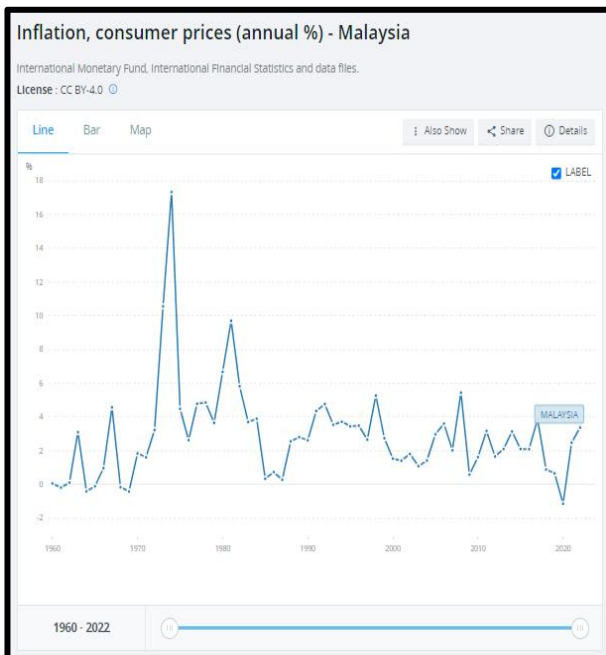 Inflation, consumer prices (annual %) - Malaysia
International Monetary Fund, International Financial Statistics and data files.
License : CC BY-4.0
Line Bar Map Also Show Share Details
%
LABEL
18
16
14
12
10
8
6
4
MALAYSIA
2
0
-2
1960 1970 1980 1990 2000 2010 2020
1960 - 2022